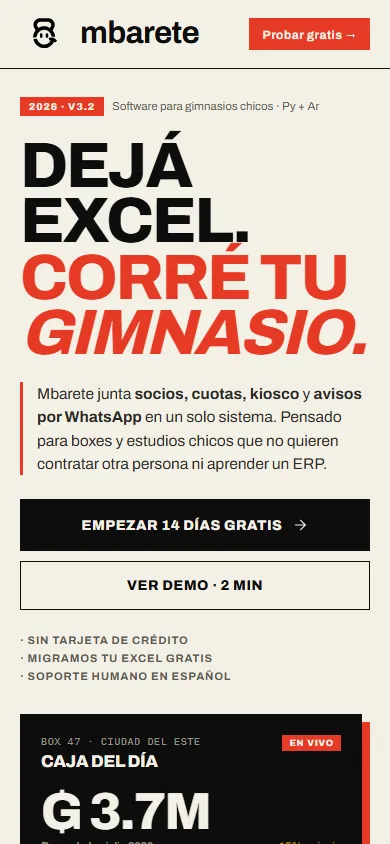 mbarete
Probar gratis →
2026 · V3.2
Software para gimnasios chicos · Py + Ar
DEJÁ
EXCEL.
CORRÉ TU
GIMNASIO.
Mbarete junta socios, cuotas, kiosco y avisos
por WhatsApp en un solo sistema. Pensado
para boxes y estudios chicos que no quieren
contratar otra persona ni aprender un ERP.
EMPEZAR 14 DÍAS GRATIS →
VER DEMO · 2 MIN
· SIN TARJETA DE CRÉDITO
· MIGRAMOS TU EXCEL GRATIS
· SOPORTE HUMANO EN ESPAÑOL
BOX 47 · CIUDAD DEL ESTE
EN VIVO
CAJA DEL DÍA
₲ 3.7M